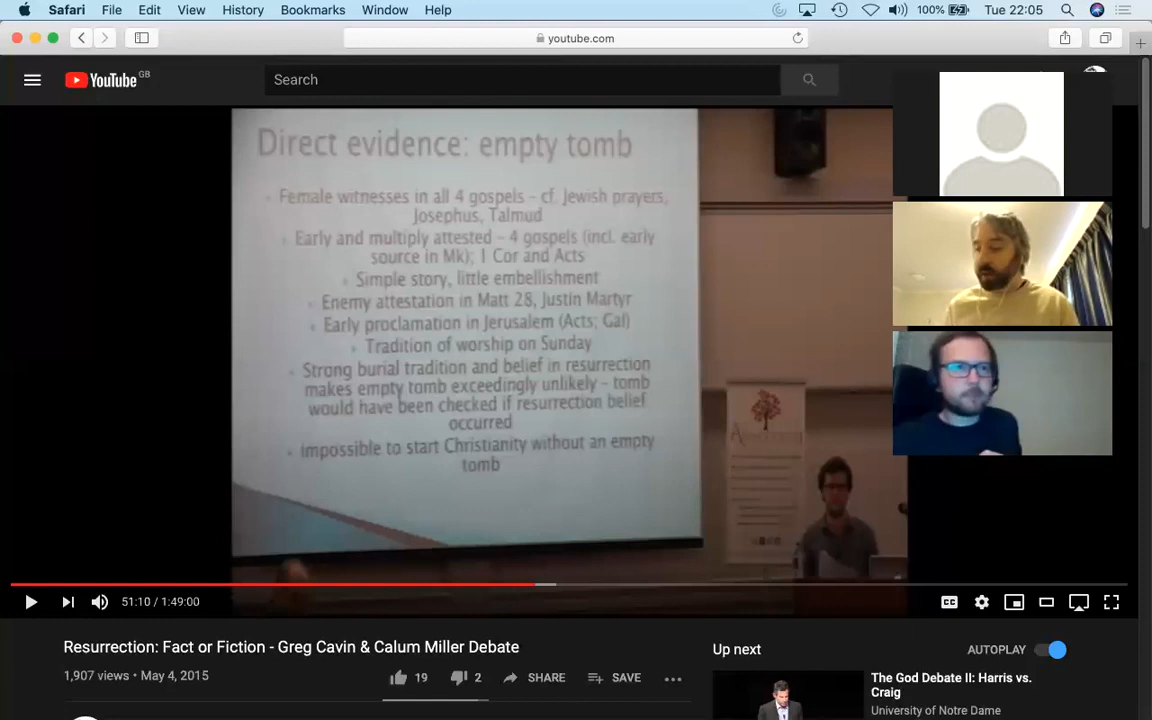 Safari File Edit View History Bookmarks Window Help 100% Tue 22:05
youtube.com
YouTube GB
Search
Direct evidence: empty tomb
Female witnesses in all 4 gospels - cf. Jewish prayers,
Josephus, Talmud
Early and multiply attested - 4 gospels (incl. early
source in Mk); 1 Cor and Acts
Simple story, little embellishment
Enemy attestation in Matt 28, Justin Martyr
Early proclamation in Jerusalem (Acts; Gal)
Tradition of worship on Sunday
Strong burial tradition and belief in resurrection
makes empty tomb exceedingly unlikely - tomb
would have been checked if resurrection belief
occurred
Impossible to start Christianity without an empty
tomb
51:10 / 1:49:00
CC
Resurrection: Fact or Fiction - Greg Cavin & Calum Miller Debate
1,907 views • May 4, 2015
19 2 SHARE SAVE
Up next
AUTOPLAY
The God Debate II: Harris vs.
Craig
University of Notre Dame